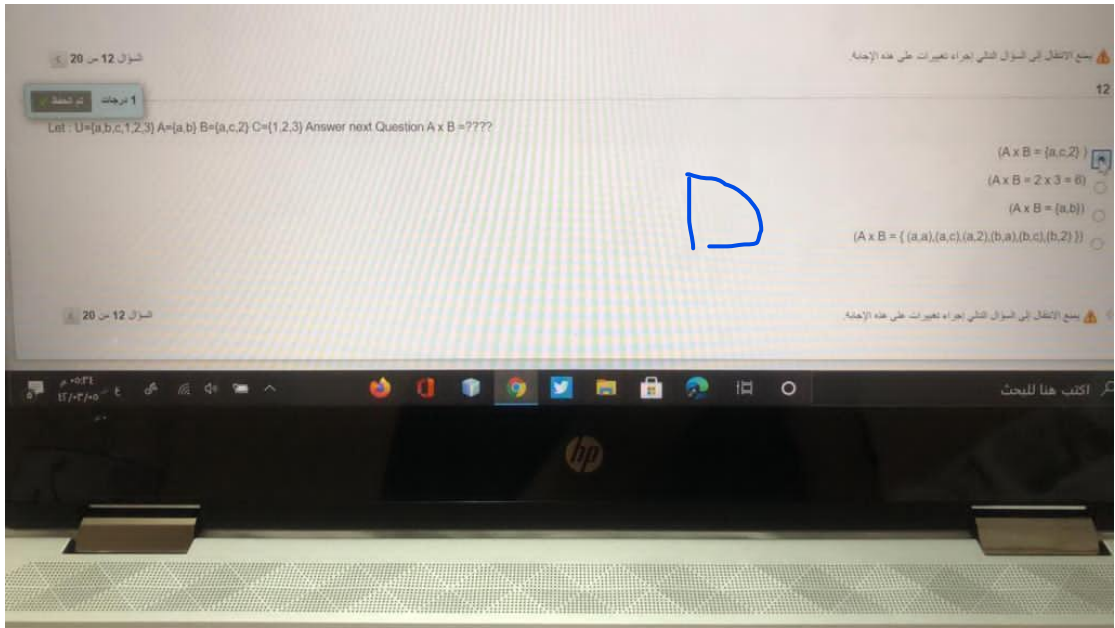 يمنع الانتقال إلى السؤال التالي إجراء تغييرات على هذه الإجابة.
السؤال 12 من 20
12
1 درجات
تم الحفظ
Let : U={a,b,c,1,2,3} A={a,b} B={a,c,2} C={1,2,3} Answer next Question A x B =????
(A x B = {a,c,2} )
(A x B = 2 x 3 = 6)
(A x B = {a,b})
(A x B = { (a,a),(a,c),(a,2),(b,a),(b,c),(b,2) })
D
يمنع الانتقال إلى السؤال التالي إجراء تغييرات على هذه الإجابة.
السؤال 12 من 20
اكتب هنا للبحث
ع
hp